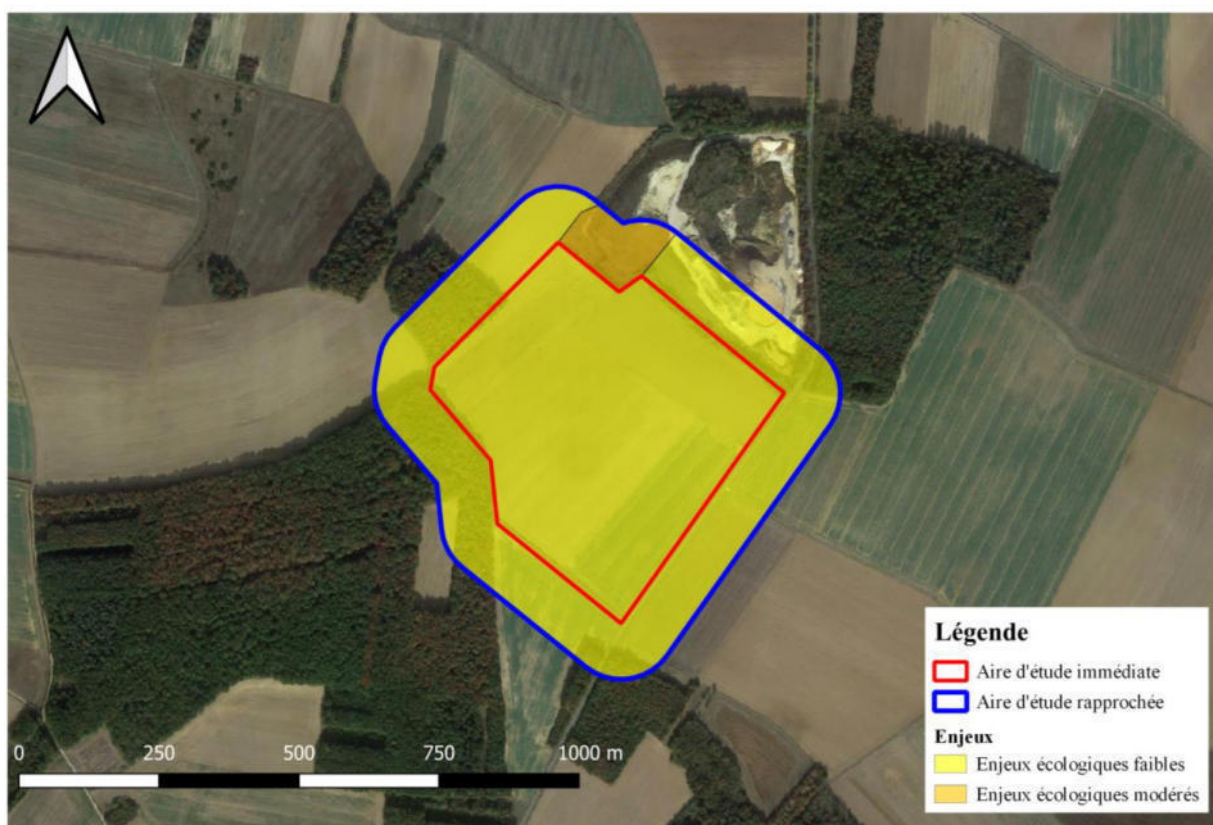 Légende
Aire d'étude immédiate
Aire d'étude rapprochée
Enjeux
Enjeux écologiques faibles
Enjeux écologiques modérés
0 250 500 750 1000 m